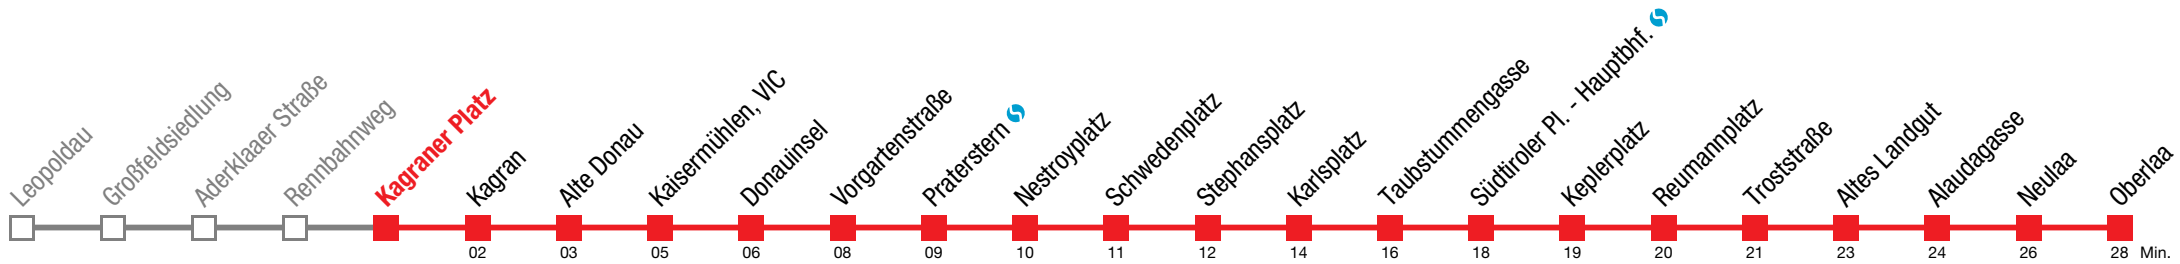 Leopoldau
Großfeldsiedlung
Aderklaaer Straße
Rennbahnweg
Kagraner Platz
Kagran
Alte Donau
Kaisermühlen, VIC
Donauinsel
Vorgartenstraße
Praterstern
Nestroyplatz
Schwedenplatz
Stephansplatz
Karlsplatz
Taubstummengasse
Südtiroler Pl. - Hauptbhf.
Keplerplatz
Reumannplatz
Troststraße
Altes Landgut
Alaudagasse
Neulaa
Oberlaa
02 03 05 06 08 09 10 11 12 14 16 18 19 20 21 23 24 26 28 Min.